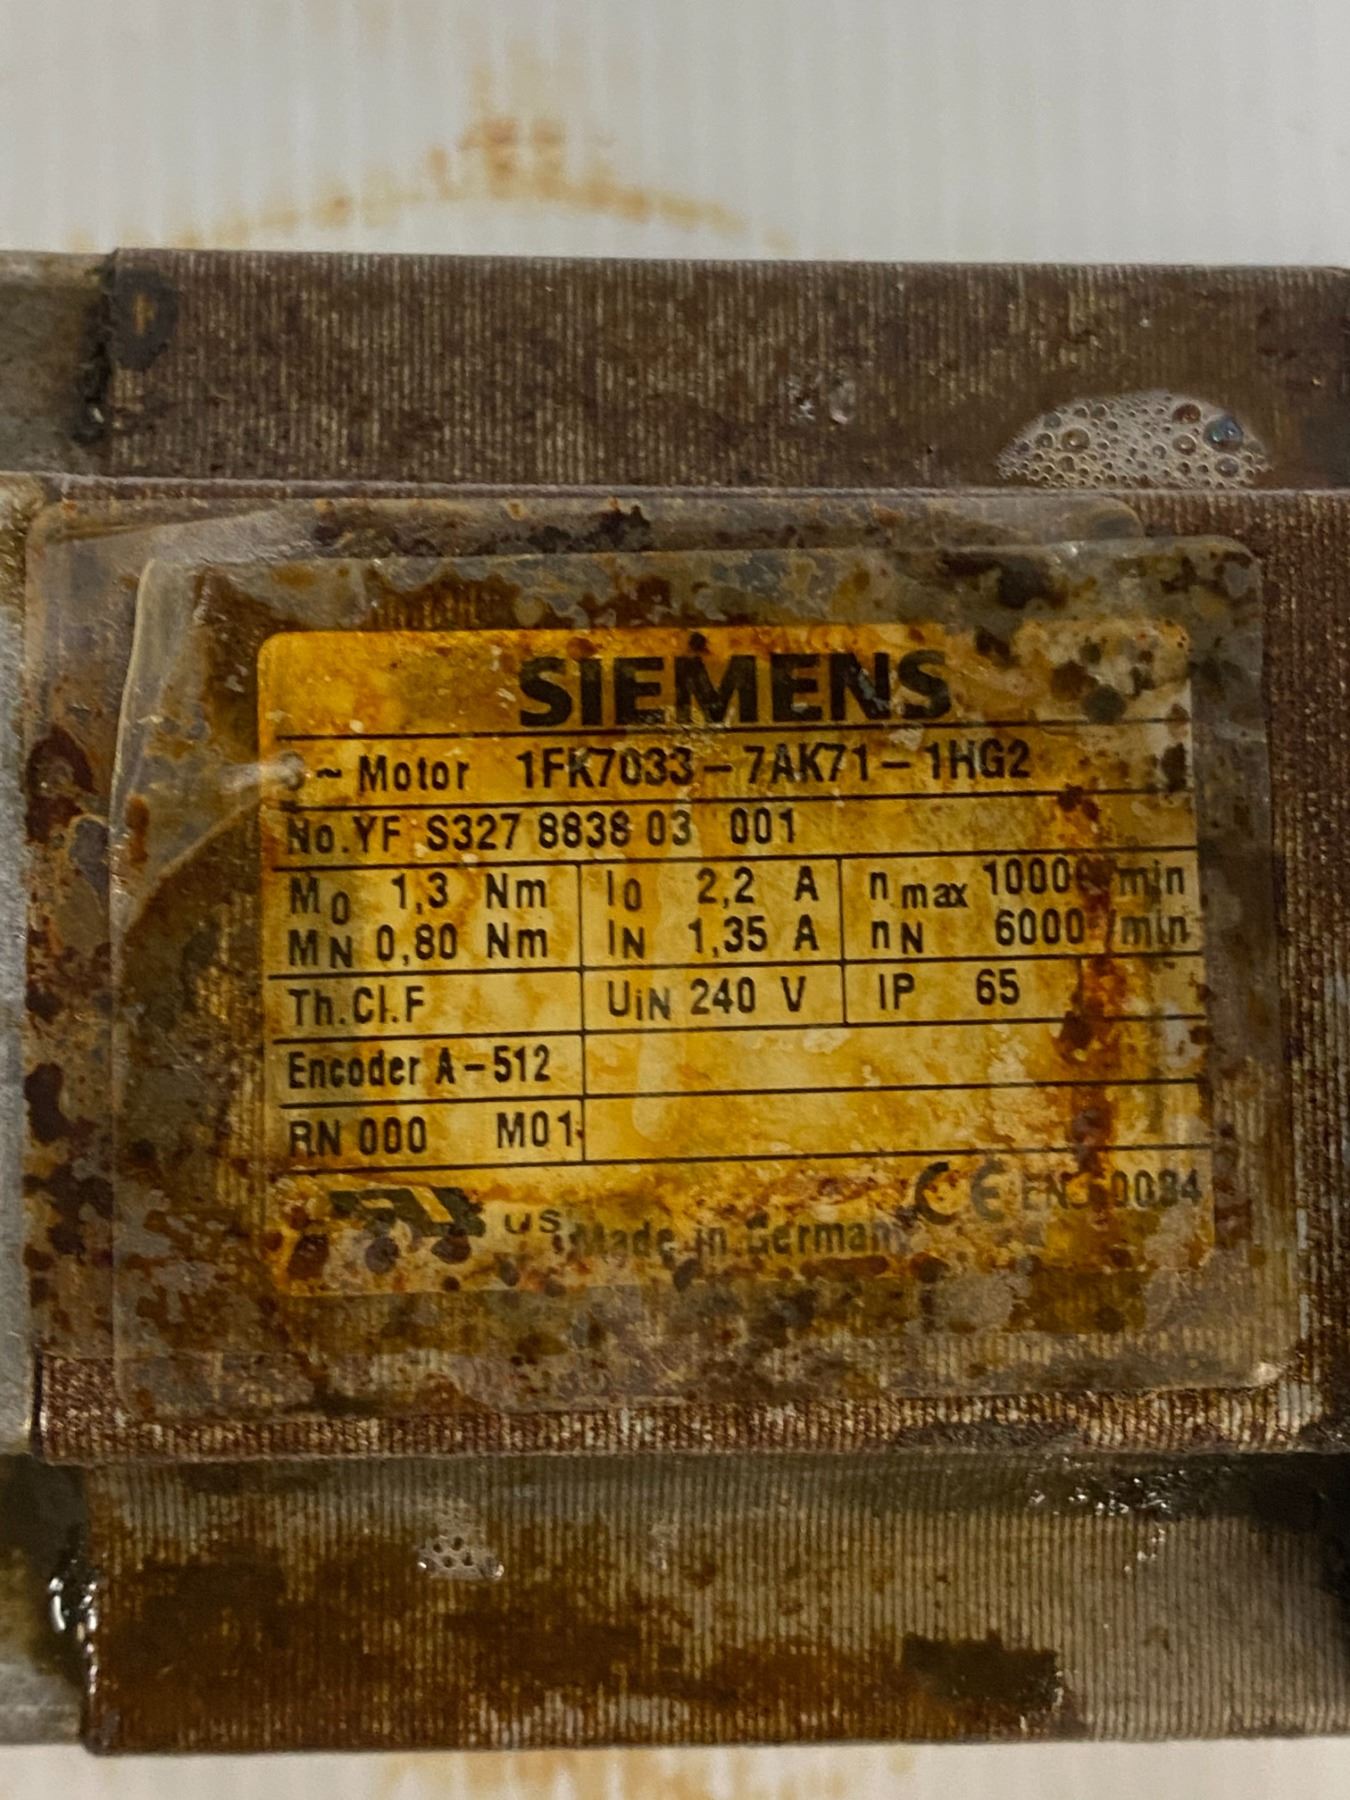 SIEMENS
~ Motor 1FK7033-7AK71-1HG2
No.YF S327 8838 03 001
M0 1,3 Nm I0 2,2 A nmax 10000 /min
MN 0,80 Nm IN 1,35 A nN 6000 /min
Th.Cl.F UiN 240 V IP 65
Encoder A-512
RN 000 M01
US Made in Germany CE